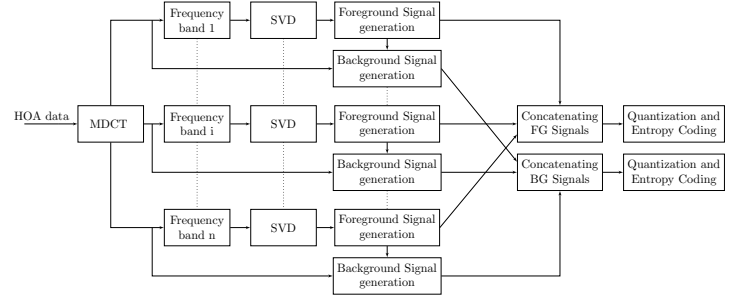 Frequency
band 1
SVD
Foreground Signal
generation
Background Signal
generation
HOA data
MDCT
Frequency
band i
SVD
Foreground Signal
generation
Concatenating
FG Signals
Quantization and
Entropy Coding
Background Signal
generation
Concatenating
BG Signals
Quantization and
Entropy Coding
Frequency
band n
SVD
Foreground Signal
generation
Background Signal
generation